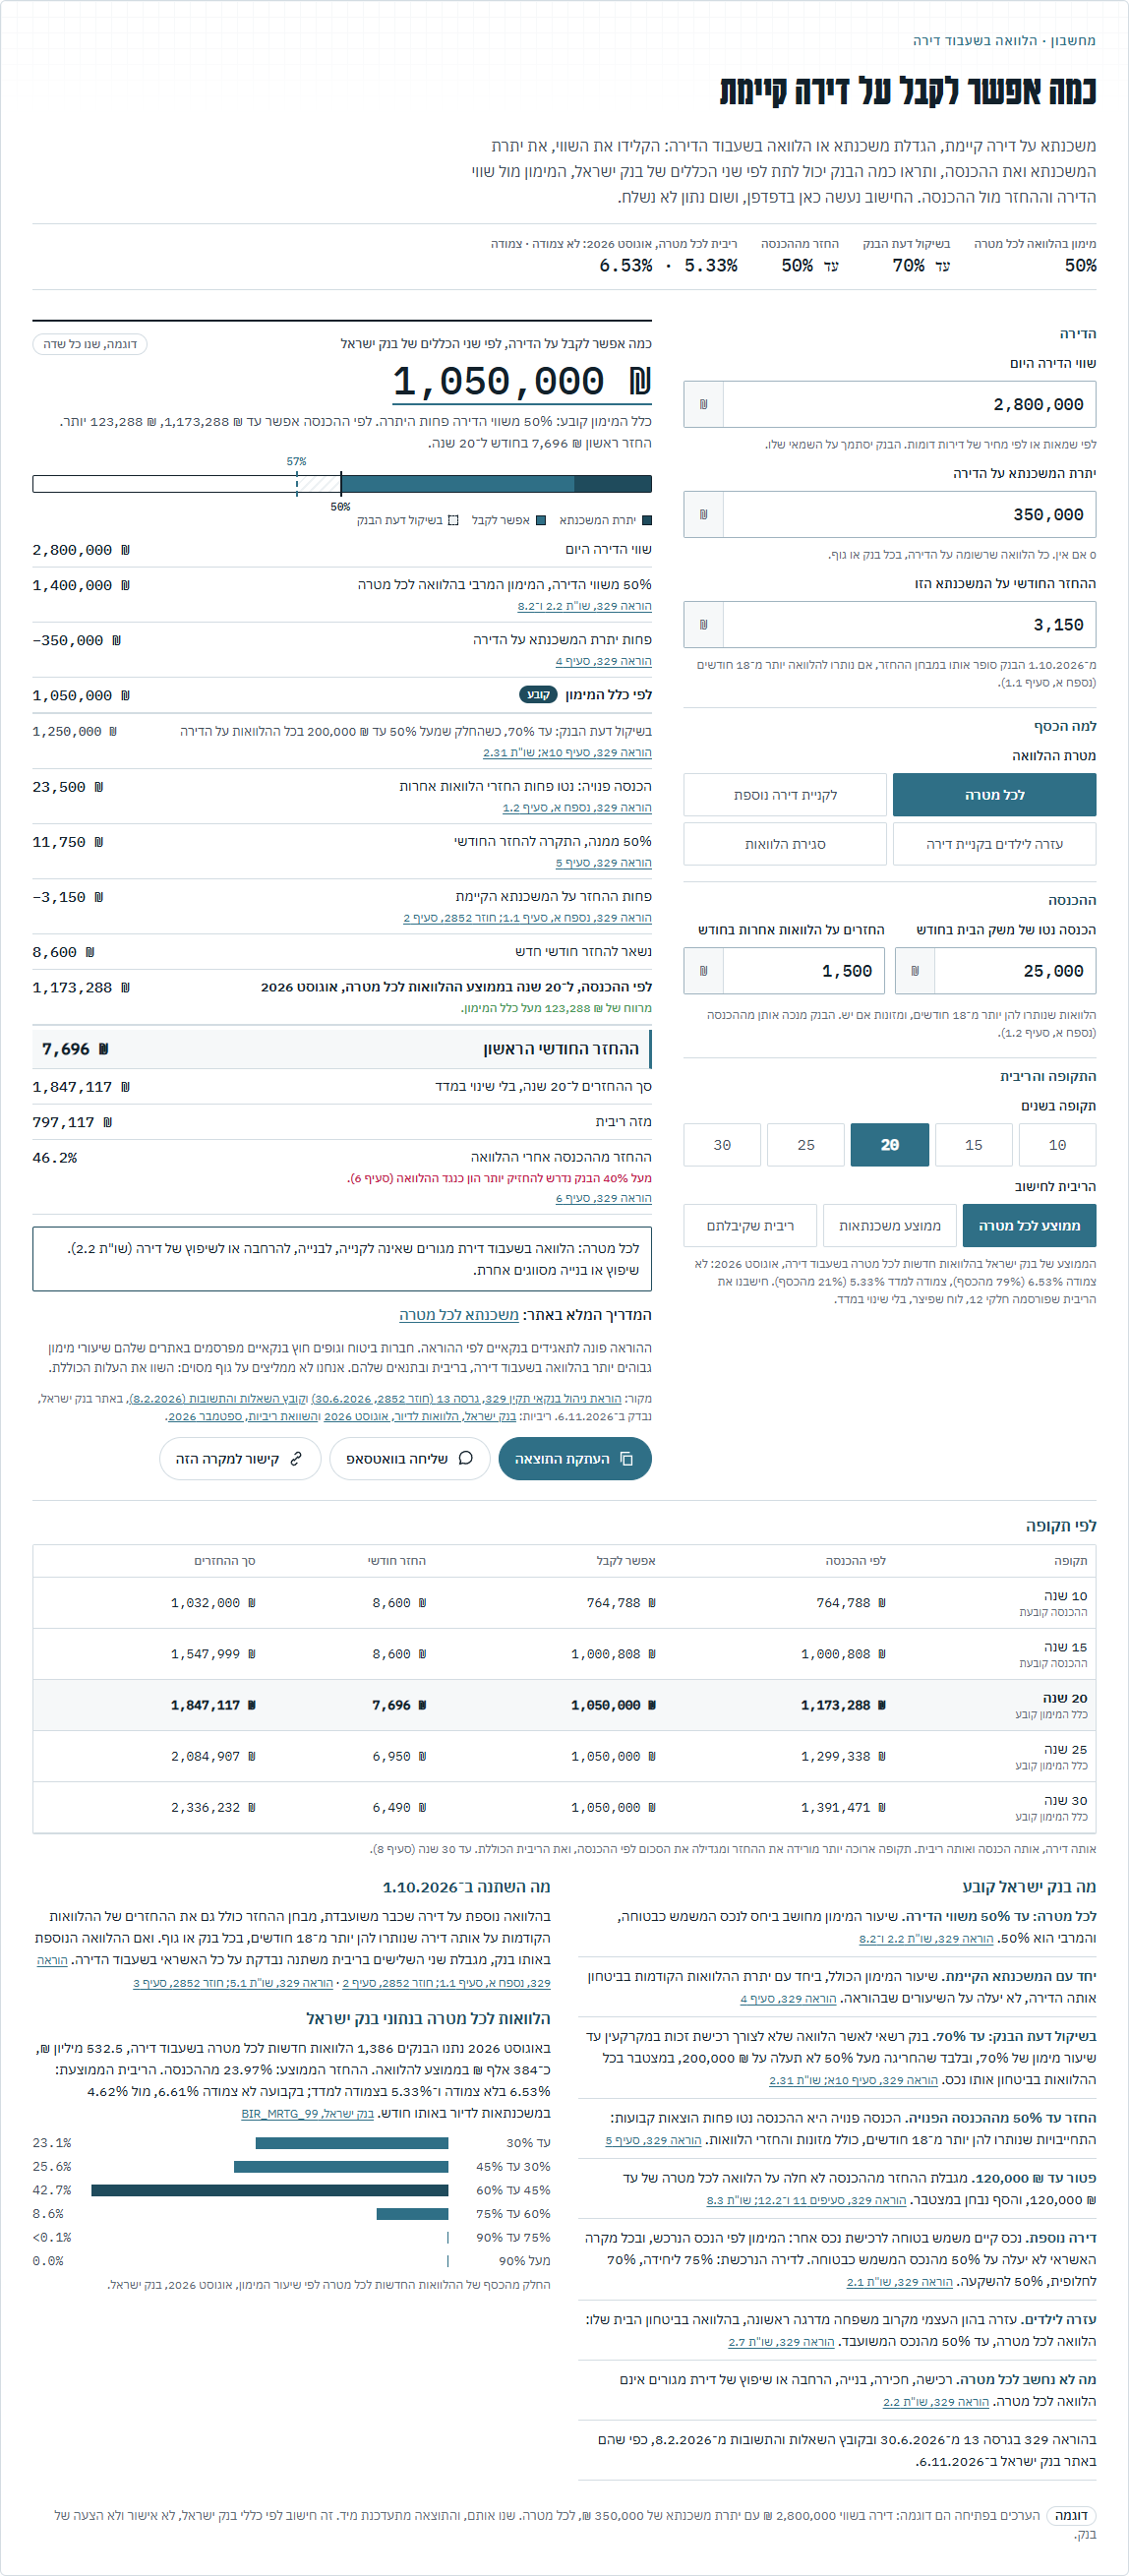 מחשבון · הלוואה בשעבוד דירה
כמה אפשר לקבל על דירה קיימת
משכנתא על דירה קיימת, הגדלת משכנתא או הלוואה בשעבוד הדירה: הקלידו את השווי, את יתרת
המשכנתא ואת ההכנסה, ותראו כמה הבנק יכול לתת לפי שני הכללים של בנק ישראל, המימון מול שווי
הדירה וההחזר מול ההכנסה. החישוב נעשה כאן בדפדפן, ושום נתון לא נשלח.
מימון בהלוואה לכל מטרה
50%
בשיקול דעת הבנק
עד 70%
החזר מההכנסה
עד 50%
ריבית לכל מטרה, אוגוסט 2026: לא צמודה · צמודה
6.53% · 5.33%
הדירה
שווי הדירה היום
2,800,000 ₪
לפי שמאות או לפי מחיר של דירות דומות. הבנק יסתמך על השמאי שלו.
יתרת המשכנתא על הדירה
350,000 ₪
0 אם אין. כל הלוואה שרשומה על הדירה, בכל בנק או גוף.
ההחזר החודשי על המשכנתא הזו
3,150 ₪
מ־1.10.2026 הבנק סופר אותו במבחן ההחזר, אם נותרו להלוואה יותר מ־18 חודשים
(נספח א, סעיף 1.1).
למה הכסף
מטרת ההלוואה
לכל מטרה
לקניית דירה נוספת
עזרה לילדים בקניית דירה
סגירת הלוואות
ההכנסה
הכנסה נטו של משק הבית בחודש
25,000 ₪
החזרים על הלוואות אחרות בחודש
1,500 ₪
הלוואות שנותרו להן יותר מ־18 חודשים, ומזונות אם יש. הבנק מנכה אותן מההכנסה
(נספח א, סעיף 1.2).
התקופה והריבית
תקופה בשנים
10
15
20
25
30
הריבית לחישוב
ממוצע לכל מטרה
ממוצע משכנתאות
ריבית שקיבלתם
הממוצע של בנק ישראל בהלוואות חדשות לכל מטרה בשעבוד דירה, אוגוסט 2026: לא
צמודה 6.53% (79% מהכסף), צמודה למדד 5.33% (21% מהכסף). חישבנו את
הריבית שפורסמה חלקי 12, לוח שפיצר, בלי שינוי במדד.
כמה אפשר לקבל על הדירה, לפי שני הכללים של בנק ישראל
דוגמה, שנו כל שדה
₪ 1,050,000
כלל המימון קובע: 50% משווי הדירה פחות היתרה. לפי ההכנסה אפשר עד 1,173,288 ₪, 123,288 ₪ יותר.
החזר ראשון 7,696 ₪ בחודש ל־20 שנה.
57%
50%
יתרת המשכנתא
אפשר לקבל
בשיקול דעת הבנק
שווי הדירה היום
2,800,000 ₪
50% משווי הדירה, המימון המרבי בהלוואה לכל מטרה
1,400,000 ₪
הוראה 329, שו"ת 2.2 ו־8.2
פחות יתרת המשכנתא על הדירה
−350,000 ₪
הוראה 329, סעיף 4
לפי כלל המימון קובע
1,050,000 ₪
בשיקול דעת הבנק: עד 70%, כשהחלק שמעל 50% עד 200,000 ₪ בכל ההלוואות על הדירה
1,250,000 ₪
הוראה 329, סעיף 10א; שו"ת 2.31
הכנסה פנויה: נטו פחות החזרי הלוואות אחרות
23,500 ₪
הוראה 329, נספח א, סעיף 1.2
50% ממנה, התקרה להחזר החודשי
11,750 ₪
הוראה 329, סעיף 5
פחות ההחזר על המשכנתא הקיימת
−3,150 ₪
הוראה 329, נספח א, סעיף 1.1; חוזר 2852, סעיף 2
נשאר להחזר חודשי חדש
8,600 ₪
לפי ההכנסה, ל־20 שנה בממוצע ההלוואות לכל מטרה, אוגוסט 2026
1,173,288 ₪
מרווח של 123,288 ₪ מעל כלל המימון.
ההחזר החודשי הראשון
7,696 ₪
סך ההחזרים ל־20 שנה, בלי שינוי במדד
1,847,117 ₪
מזה ריבית
797,117 ₪
ההחזר מההכנסה אחרי ההלוואה
46.2%
מעל 40% הבנק נדרש להחזיק יותר הון כנגד ההלוואה (סעיף 6).
הוראה 329, סעיף 6
לכל מטרה: הלוואה בשעבוד דירת מגורים שאינה לקנייה, לבנייה, להרחבה או לשיפוץ של דירה (שו"ת 2.2).
שיפוץ או בנייה מסווגים אחרת.
המדריך המלא באתר: משכנתא לכל מטרה
ההוראה פונה לתאגידים בנקאיים לפי ההוראה. חברות ביטוח וגופים חוץ בנקאיים מפרסמים באתרים שלהם שיעורי מימון
גבוהים יותר בהלוואה בשעבוד דירה, בריבית ובתנאים שלהם. אנחנו לא ממליצים על גוף מסוים: השוו את העלות הכוללת.
מקור: הוראת ניהול בנקאי תקין 329, גרסה 13 (חוזר 2852, 30.6.2026) וקובץ השאלות והתשובות (8.2.2026), באתר בנק ישראל,
נבדק ב־6.11.2026. ריביות: בנק ישראל, הלוואות לדיור, אוגוסט 2026 והשוואת ריביות, ספטמבר 2026.
העתקת התוצאה
שליחה בוואטסאפ
קישור למקרה הזה
לפי תקופה
תקופה לפי ההכנסה אפשר לקבל החזר חודשי סך ההחזרים
10 שנה 764,788 ₪ 764,788 ₪ 8,600 ₪ 1,032,000 ₪
ההכנסה קובעת
15 שנה 1,000,808 ₪ 1,000,808 ₪ 8,600 ₪ 1,547,999 ₪
ההכנסה קובעת
20 שנה 1,173,288 ₪ 1,050,000 ₪ 7,696 ₪ 1,847,117 ₪
כלל המימון קובע
25 שנה 1,299,338 ₪ 1,050,000 ₪ 6,950 ₪ 2,084,907 ₪
כלל המימון קובע
30 שנה 1,391,471 ₪ 1,050,000 ₪ 6,490 ₪ 2,336,232 ₪
כלל המימון קובע
אותה דירה, אותה הכנסה ואותה ריבית. תקופה ארוכה יותר מורידה את ההחזר ומגדילה את הסכום לפי ההכנסה, ואת הריבית הכוללת. עד 30 שנה (סעיף 8).
מה בנק ישראל קובע
לכל מטרה: עד 50% משווי הדירה. שיעור המימון מחושב ביחס לנכס המשמש כבטוחה,
והמרבי הוא 50%. הוראה 329, שו"ת 2.2 ו־8.2
יחד עם המשכנתא הקיימת. שיעור המימון הכולל, ביחד עם יתרת ההלוואות הקודמות בביטחון
אותה הדירה, לא יעלה על השיעורים שבהוראה. הוראה 329, סעיף 4
בשיקול דעת הבנק: עד 70%. בנק רשאי לאשר הלוואה שלא לצורך רכישת זכות במקרקעין עד
שיעור מימון של 70%, ובלבד שהחריגה מעל 50% לא תעלה על 200,000 ₪, במצטבר בכל
ההלוואות בביטחון אותו נכס. הוראה 329, סעיף 10א; שו"ת 2.31
החזר עד 50% מההכנסה הפנויה. הכנסה פנויה היא ההכנסה נטו פחות הוצאות קבועות:
התחייבויות שנותרו להן יותר מ־18 חודשים, כולל מזונות והחזרי הלוואות. הוראה 329, סעיף 5
פטור עד 120,000 ₪. מגבלת ההחזר מההכנסה לא חלה על הלוואה לכל מטרה של עד
120,000 ₪, והסף נבחן במצטבר. הוראה 329, סעיפים 11 ו־12.2; שו"ת 8.3
דירה נוספת. נכס קיים משמש בטוחה לרכישת נכס אחר: המימון לפי הנכס הנרכש, ובכל מקרה
האשראי לא יעלה על 50% מהנכס המשמש כבטוחה. לדירה הנרכשת: 75% ליחידה, 70%
לחלופית, 50% להשקעה. הוראה 329, שו"ת 2.1
עזרה לילדים. עזרה בהון העצמי מקרוב משפחה מדרגה ראשונה, בהלוואה בביטחון הבית שלו:
הלוואה לכל מטרה, עד 50% מהנכס המשועבד. הוראה 329, שו"ת 2.7
מה לא נחשב לכל מטרה. רכישה, חכירה, בנייה, הרחבה או שיפוץ של דירת מגורים אינם
הלוואה לכל מטרה. הוראה 329, שו"ת 2.2
בהוראה 329 בגרסה 13 מ־30.6.2026 ובקובץ השאלות והתשובות מ־8.2.2026, כפי שהם
באתר בנק ישראל ב־6.11.2026.
מה השתנה ב־1.10.2026
בהלוואה נוספת על דירה שכבר משועבדת, מבחן ההחזר כולל גם את ההחזרים של ההלוואות
הקודמות על אותה דירה שנותרו להן יותר מ־18 חודשים, בכל בנק או גוף. ואם ההלוואה הנוספת
באותו בנק, מגבלת שני השלישים בריבית משתנה נבדקת על כל האשראי בשעבוד הדירה. הוראה
329, נספח א, סעיף 1.1; חוזר 2852, סעיף 2 · הוראה 329, שו"ת 5.1; חוזר 2852, סעיף 3
הלוואות לכל מטרה בנתוני בנק ישראל
באוגוסט 2026 נתנו הבנקים 1,386 הלוואות חדשות לכל מטרה בשעבוד דירה, 532.5 מיליון ₪,
כ־384 אלף ₪ בממוצע להלוואה. ההחזר הממוצע: 23.97% מההכנסה. הריבית הממוצעת:
6.53% בלא צמודה ו־5.33% בצמודה למדד; בקבועה לא צמודה 6.61%, מול 4.62%
במשכנתאות לדיור באותו חודש. בנק ישראל, BIR_MRTG_99
עד 30% 23.1%
30% עד 45% 25.6%
45% עד 60% 42.7%
60% עד 75% 8.6%
75% עד 90% <0.1%
מעל 90% 0.0%
החלק מהכסף של ההלוואות החדשות לכל מטרה לפי שיעור המימון, אוגוסט 2026, בנק ישראל.
דוגמה הערכים בפתיחה הם דוגמה: דירה בשווי 2,800,000 ₪ עם יתרת משכנתא של 350,000 ₪, לכל מטרה. שנו אותם, והתוצאה מתעדכנת מיד. זה חישוב לפי כללי בנק ישראל, לא אישור ולא הצעה של
בנק.